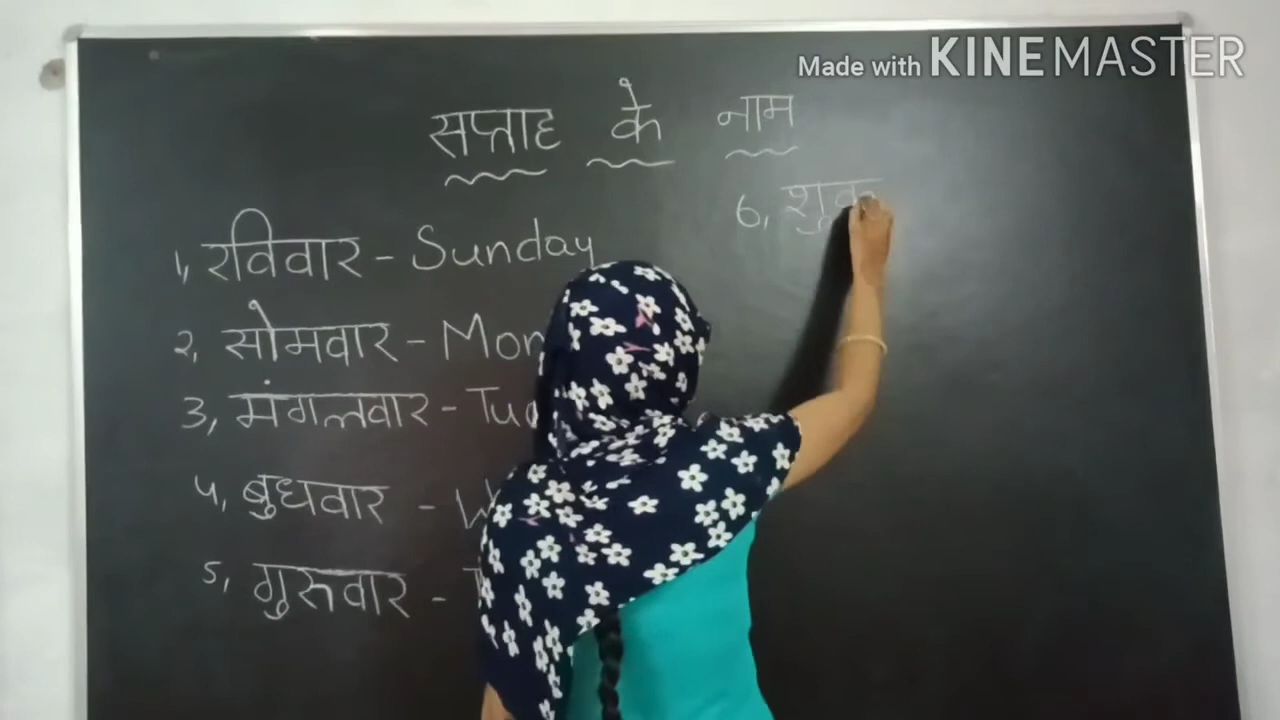 Made with KINEMASTER
सप्ताह के नाम
1, रविवार - Sunday
2, सोमवार - Mon
3, मंगलवार - Tu
4, बुधवार - W
5, गुरुवार -
6, शुक